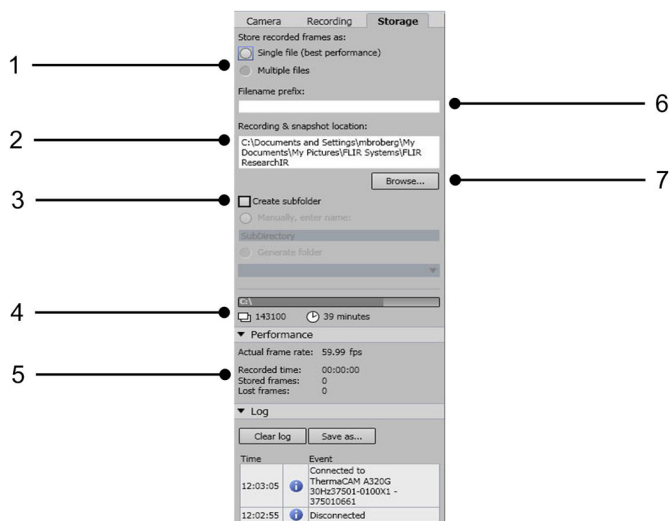 Camera Recording Storage
Store recorded frames as:
Single file (best performance)
1
Multiple files
Filename prefix:
6
Recording & snapshot location:
2
C:\Documents and Settings\mbroberg\My
Documents\My Pictures\FLIR Systems\FLIR
ResearchIR
Browse...
7
3
Create subfolder
Manually, enter name:
SubDirectory
Generate folder
C:\
4
143100 39 minutes
Performance
Actual frame rate: 59.99 fps
5
Recorded time: 00:00:00
Stored frames: 0
Lost frames: 0
Log
Clear log Save as...
Time Event
Connected to
ThermaCAM A320G
12:03:05 30Hz37501-0100X1 -
375010661
12:02:55 Disconnected